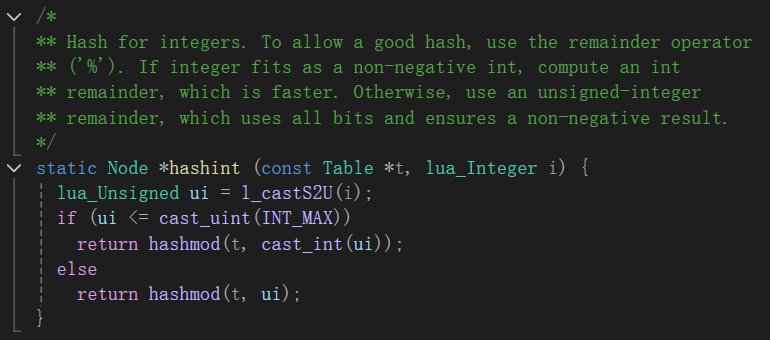 /*
** Hash for integers. To allow a good hash, use the remainder operator
** ('%'). If integer fits as a non-negative int, compute an int
** remainder, which is faster. Otherwise, use an unsigned-integer
** remainder, which uses all bits and ensures a non-negative result.
*/
static Node *hashint (const Table *t, lua_Integer i) {
  lua_Unsigned ui = l_castS2U(i);
  if (ui <= cast_uint(INT_MAX))
    return hashmod(t, cast_int(ui));
  else
    return hashmod(t, ui);
}